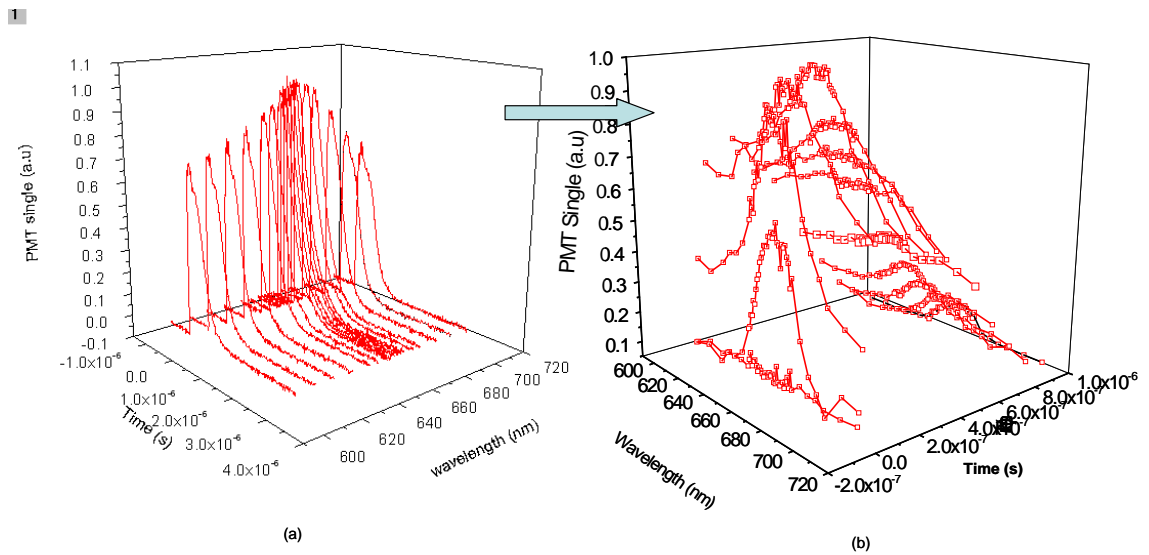 1
1.1
1.0
0.9
0.8
0.7
0.6
0.5
0.4
0.3
0.2
0.1
0.0
-0.1
PMT single (a.u)
-1.0x10⁻⁶
0.0
1.0x10⁻⁶
2.0x10⁻⁶
3.0x10⁻⁶
4.0x10⁻⁶
Time (s)
600
620
640
660
680
700
720
wavelength (nm)
(a)
1.0
0.9
0.8
0.7
0.6
0.5
0.4
0.3
0.2
0.1
PMT Single (a.u)
600
620
640
660
680
700
720
Wavelength (nm)
-2.0x10⁻⁷
0.0
2.0x10⁻⁷
6.0x10⁻⁷
8.0x10⁻⁷
1.0x10⁻⁶
Time (s)
(b)